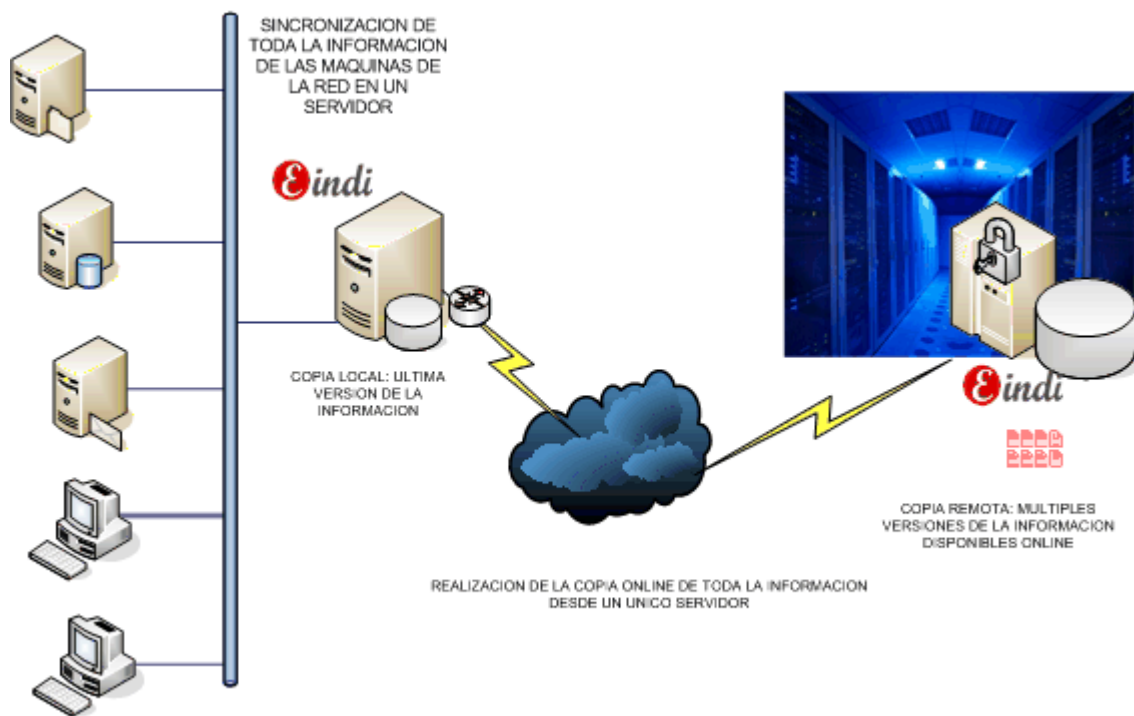 SINCRONIZACION DE
TODA LA INFORMACION
DE LAS MAQUINAS DE
LA RED EN UN
SERVIDOR
Eindi
COPIA LOCAL: ULTIMA
VERSION DE LA
INFORMACION
Eindi
COPIA REMOTA: MULTIPLES
VERSIONES DE LA INFORMACION
DISPONIBLES ONLINE
REALIZACION DE LA COPIA ONLINE DE TODA LA INFORMACION
DESDE UN UNICO SERVIDOR